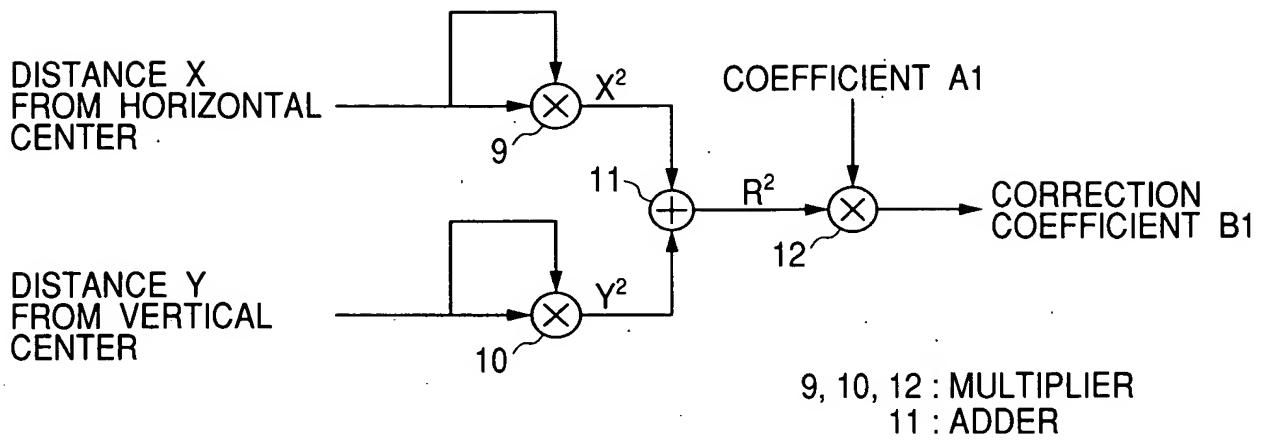 DISTANCE X
FROM HORIZONTAL
CENTER
X²
9
COEFFICIENT A1
11
R²
12
CORRECTION
COEFFICIENT B1
DISTANCE Y
FROM VERTICAL
CENTER
Y²
10
9, 10, 12 : MULTIPLIER
11 : ADDER